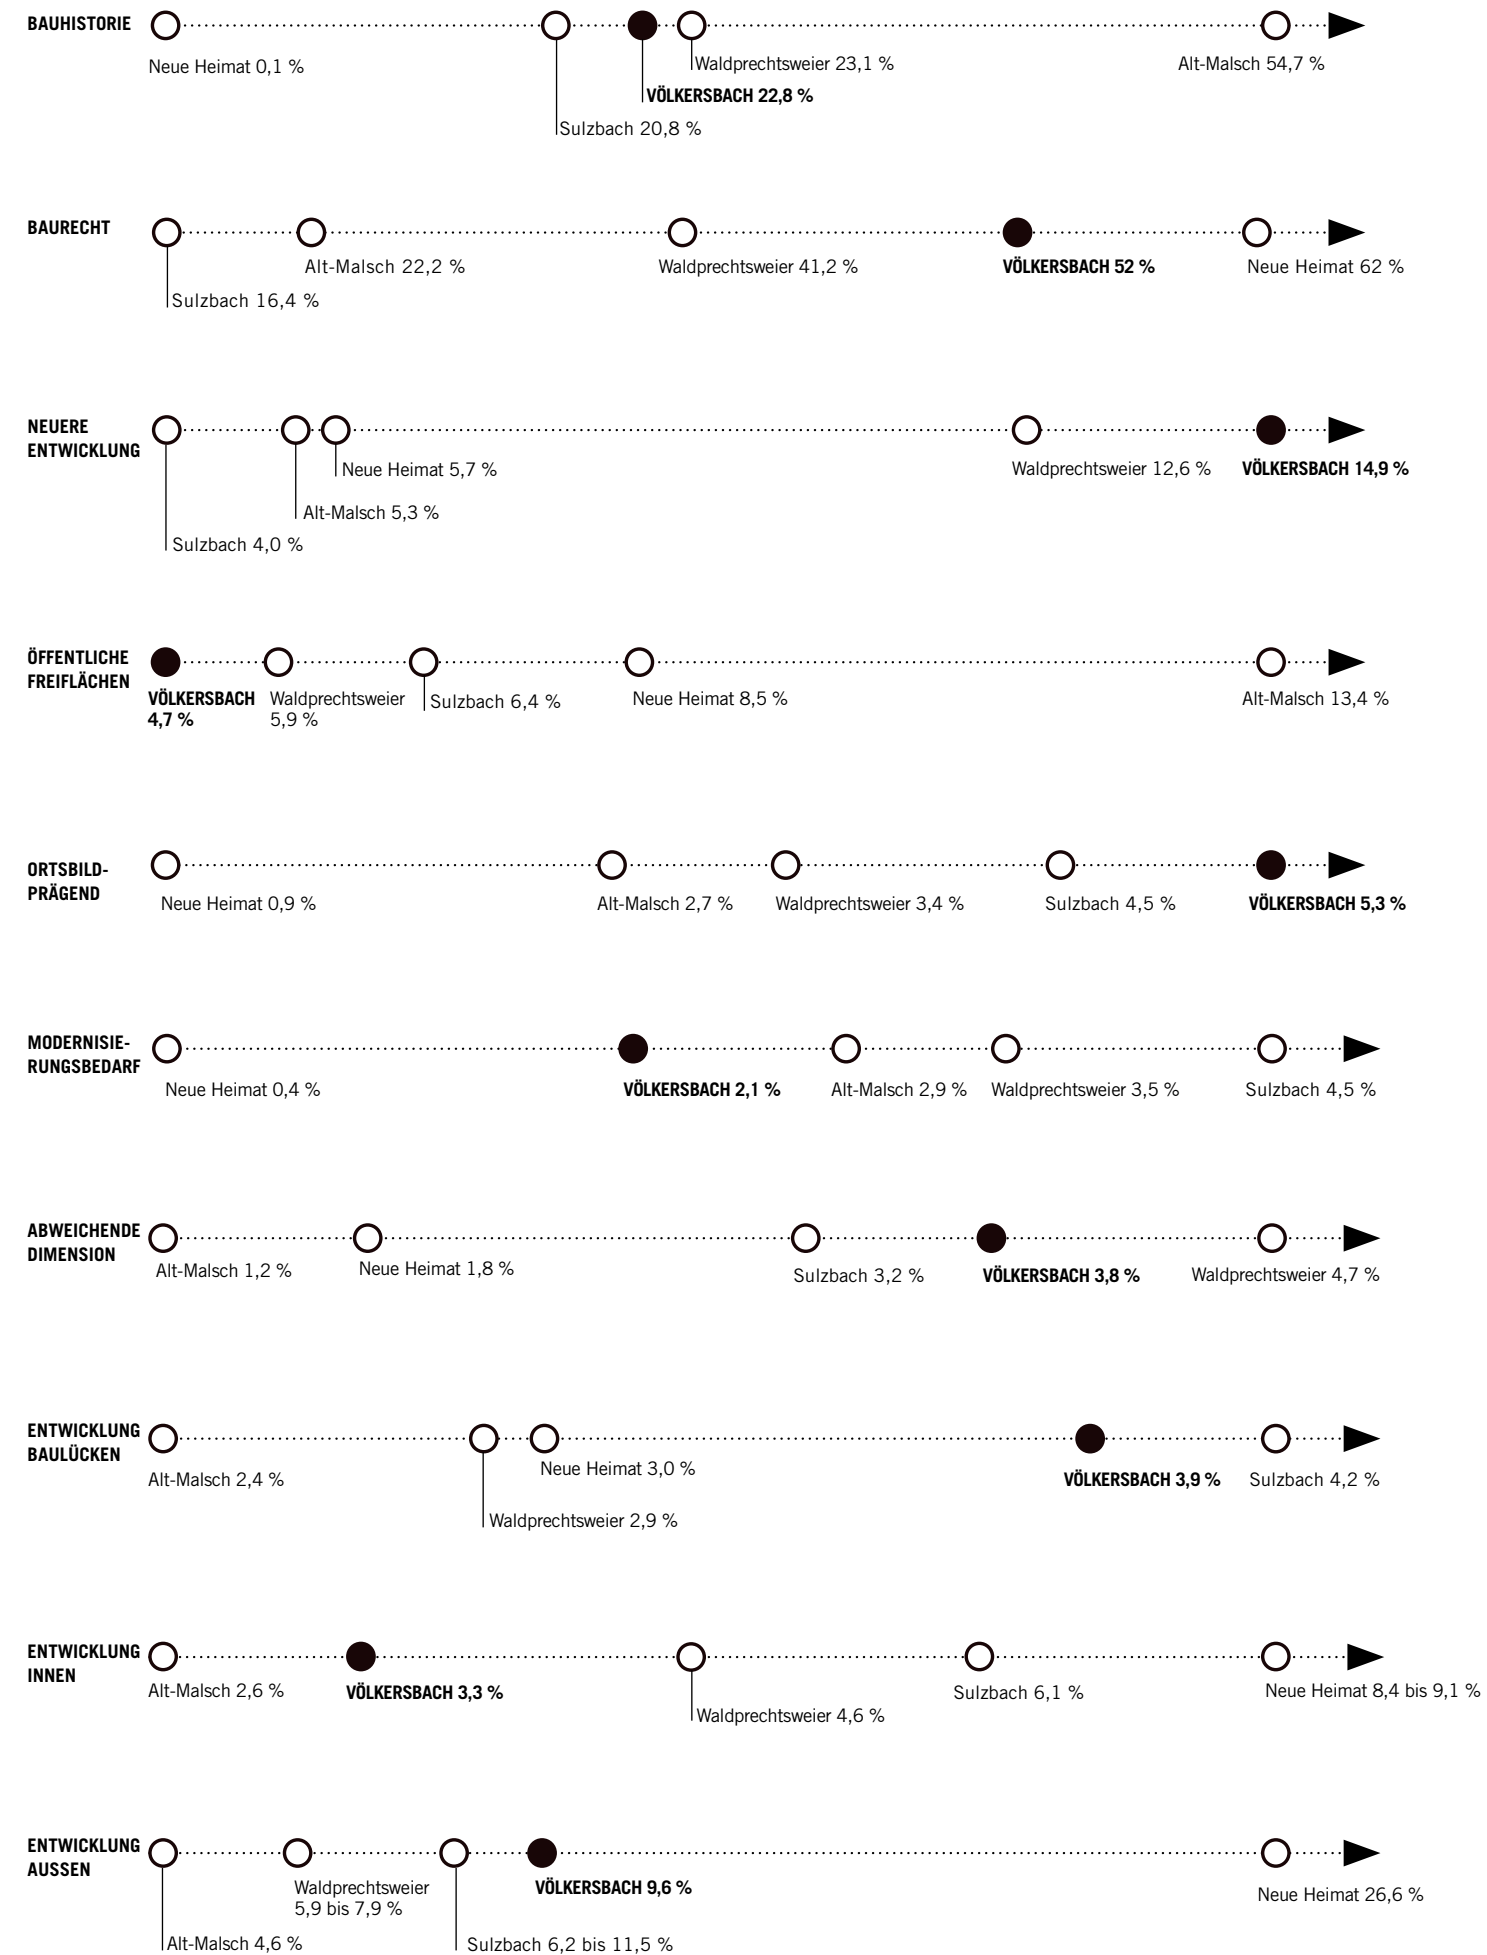 BAUHISTORIE
Neue Heimat 0,1 %
Waldprechtsweier 23,1 %
Alt-Malsch 54,7 %
VÖLKERSBACH 22,8 %
Sulzbach 20,8 %
BAURECHT
Alt-Malsch 22,2 %
Waldprechtsweier 41,2 %
VÖLKERSBACH 52 %
Neue Heimat 62 %
Sulzbach 16,4 %
NEUERE
ENTWICKLUNG
Neue Heimat 5,7 %
Waldprechtsweier 12,6 %
VÖLKERSBACH 14,9 %
Alt-Malsch 5,3 %
Sulzbach 4,0 %
ÖFFENTLICHE
FREIFLÄCHEN
VÖLKERSBACH
4,7 %
Waldprechtsweier
5,9 %
Sulzbach 6,4 %
Neue Heimat 8,5 %
Alt-Malsch 13,4 %
ORTSBILD-
PRÄGEND
Neue Heimat 0,9 %
Alt-Malsch 2,7 %
Waldprechtsweier 3,4 %
Sulzbach 4,5 %
VÖLKERSBACH 5,3 %
MODERNISIE-
RUNGSBEDARF
Neue Heimat 0,4 %
VÖLKERSBACH 2,1 %
Alt-Malsch 2,9 %
Waldprechtsweier 3,5 %
Sulzbach 4,5 %
ABWEICHENDE
DIMENSION
Alt-Malsch 1,2 %
Neue Heimat 1,8 %
Sulzbach 3,2 %
VÖLKERSBACH 3,8 %
Waldprechtsweier 4,7 %
ENTWICKLUNG
BAULÜCKEN
Alt-Malsch 2,4 %
Neue Heimat 3,0 %
VÖLKERSBACH 3,9 %
Sulzbach 4,2 %
Waldprechtsweier 2,9 %
ENTWICKLUNG
INNEN
Alt-Malsch 2,6 %
VÖLKERSBACH 3,3 %
Waldprechtsweier 4,6 %
Sulzbach 6,1 %
Neue Heimat 8,4 bis 9,1 %
ENTWICKLUNG
AUSSEN
Waldprechtsweier
5,9 bis 7,9 %
VÖLKERSBACH 9,6 %
Neue Heimat 26,6 %
Alt-Malsch 4,6 %
Sulzbach 6,2 bis 11,5 %